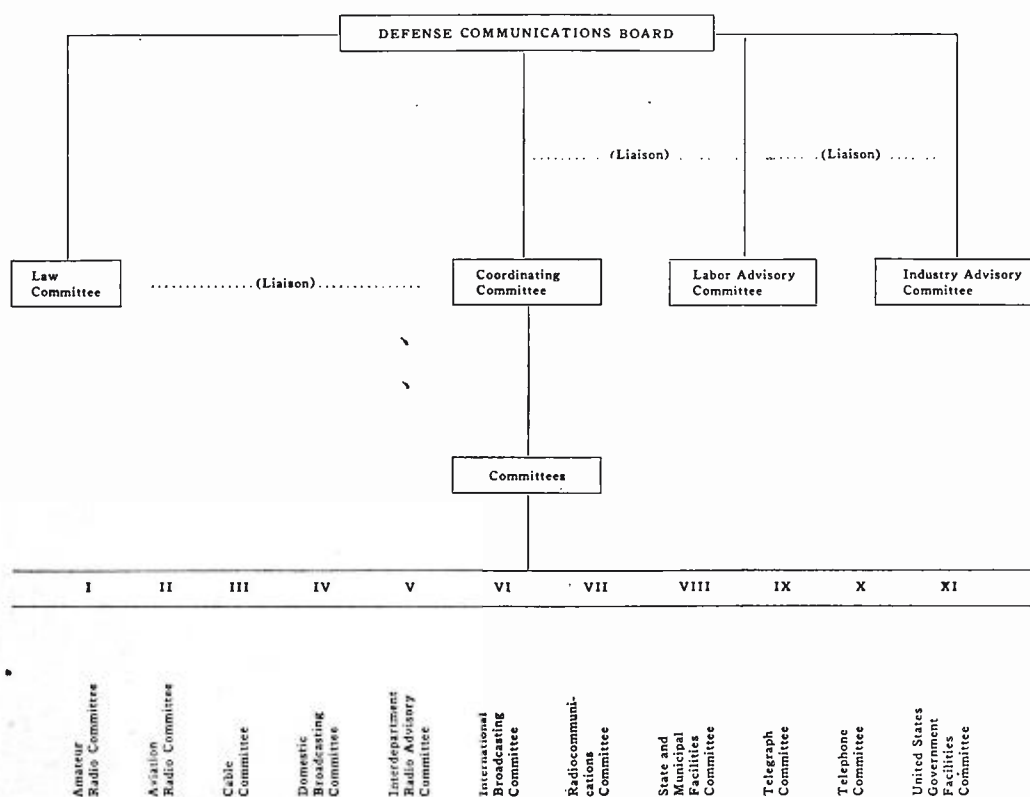 DEFENSE COMMUNICATIONS BOARD
........ (Liaison) . ... .. ... .. (Liaison) .... . ..
Law
Committee
.............(Liaison)..............
Coordinating
Committee
Labor Advisory
Committee
Industry Advisory
Committee
Committees
I II III IV V VI VII VIII IX X XI
Amateur
Radio Committee
Aviation
Radio Committee
Cable
Committee
Domestic
Broadcasting
Committee
Interdepartment
Radio Advisory
Committee
International
Broadcasting
Committee
Radiocommuni-
cations
Committee
State and
Municipal
Facilities
Committee
Telegraph
Committee
Telephone
Committee
United States
Government
Facilities
Committee